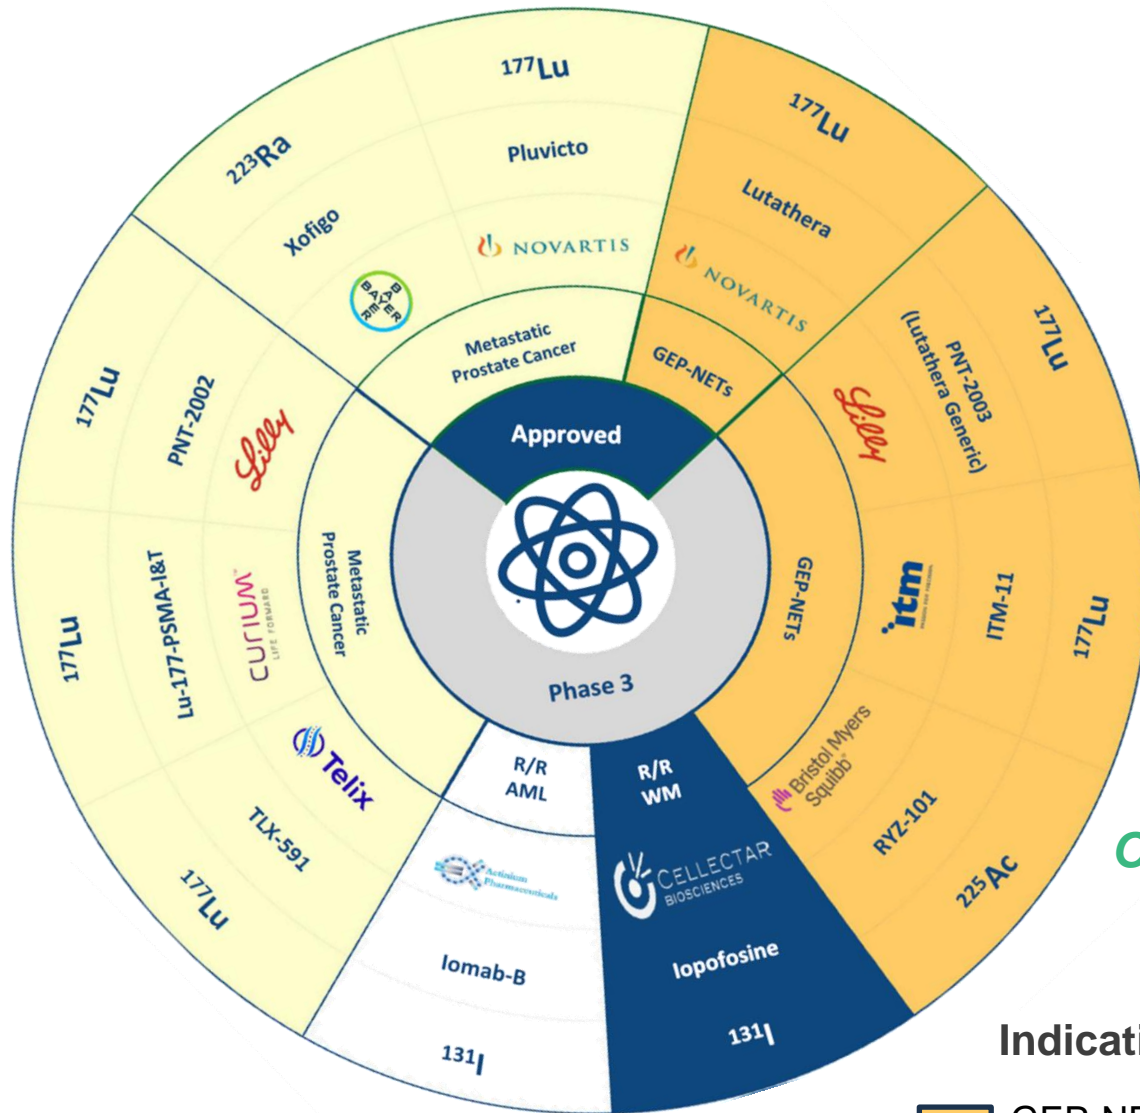 177Lu
Pluvicto
NOVARTIS
177Lu
Lutathera
NOVARTIS
223Ra
Xofigo
BAYER
BAYER
Metastatic
Prostate Cancer
GEP-NETs
Approved
177Lu
PNT-2003
(Lutathera Generic)
Lilly
177Lu
ITM-11
itm
GEP-NETs
Bristol Myers
Squibb
RYZ-101
225Ac
177Lu
PNT-2002
Lilly
177Lu
Lu-177-PSMA-I&T
CURIUM™
LIFE FORWARD
Metastatic
Prostate Cancer
Telix
TLX-591
177Lu
Phase 3
R/R
AML
Actinium
Pharmaceuticals
Iomab-B
131I
R/R
WM
CELLECTAR
BIOSCIENCES
Iopofosine
131I
C
Indicati